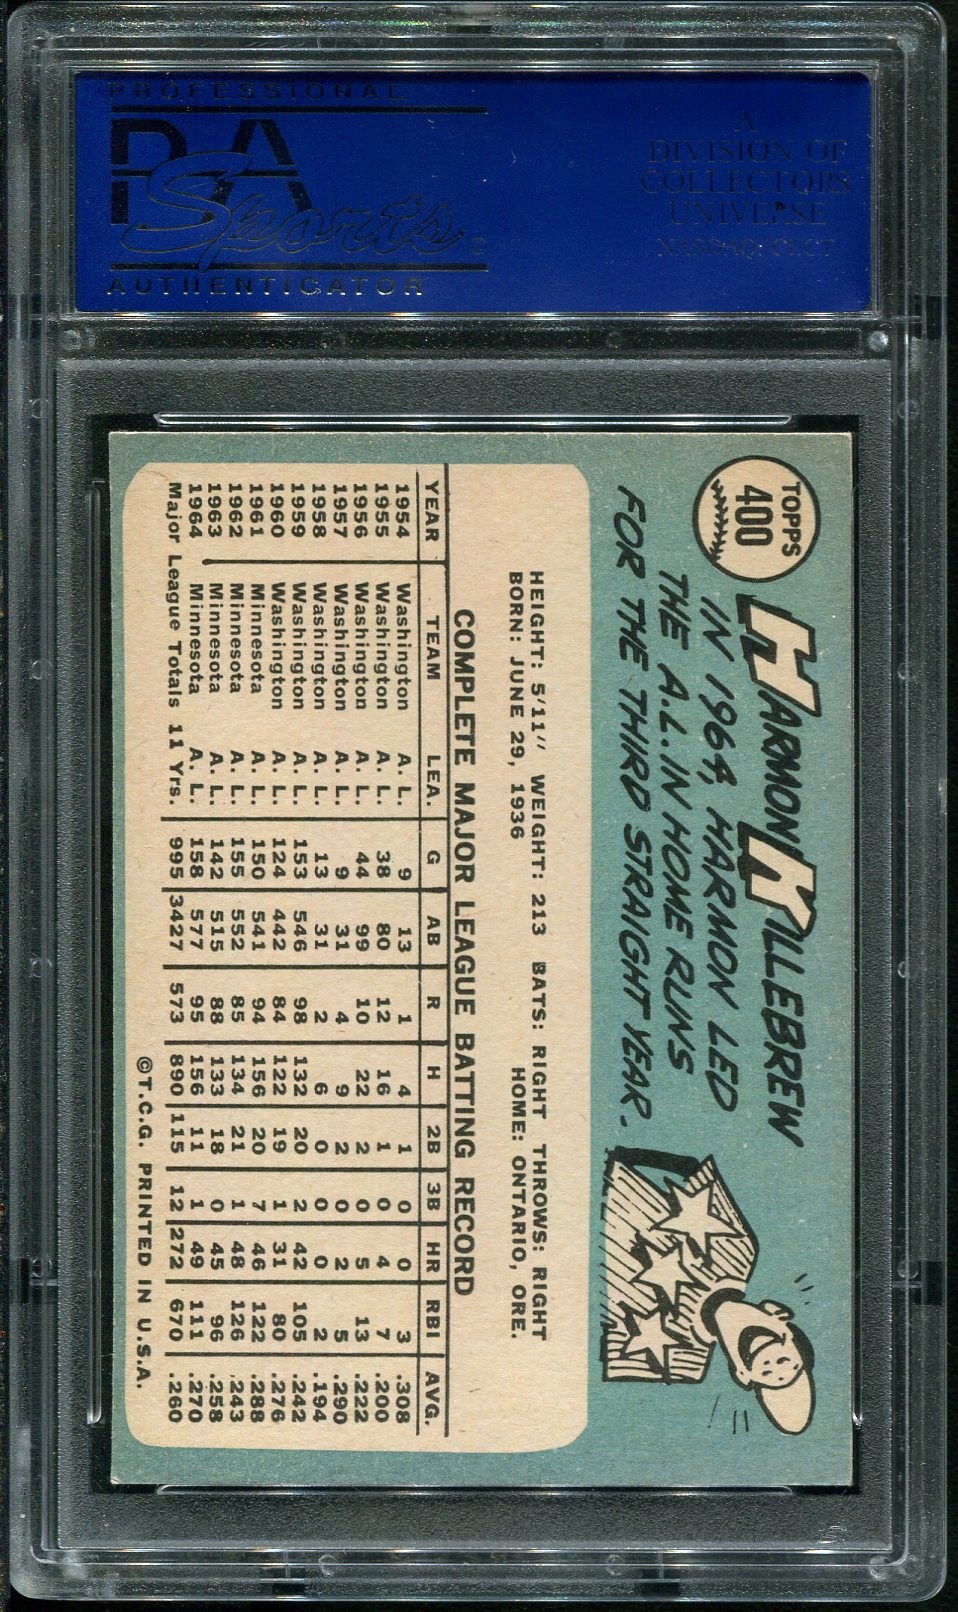 PROFESSIONAL
PSA
Sports
AUTHENTICATOR
A
DIVISION OF
COLLECTORS
UNIVERSE
NASDAQ: CLCT
TOPPS
400
HARMON KILLEBREW
IN 1964, HARMON LED
THE A.L. IN HOME RUNS
FOR THE THIRD STRAIGHT YEAR.
HEIGHT: 5'11" WEIGHT: 213 BATS: RIGHT THROWS: RIGHT
BORN: JUNE 29, 1936 HOME: ONTARIO, ORE.
COMPLETE MAJOR LEAGUE BATTING RECORD
YEAR TEAM LEA. G AB R H 2B 3B HR RBI AVG.
1954 Washington A. L. 9 13 1 4 1 0 0 3 .308
1955 Washington A. L. 38 80 12 16 1 0 4 7 .200
1956 Washington A. L. 44 99 10 22 2 0 5 13 .222
1957 Washington A. L. 9 31 4 9 2 0 2 5 .290
1958 Washington A. L. 13 31 2 6 0 0 0 2 .194
1959 Washington A. L. 153 546 98 132 20 2 42 105 .242
1960 Washington A. L. 124 442 84 122 19 1 31 80 .276
1961 Minnesota A. L. 150 541 94 156 20 7 46 122 .288
1962 Minnesota A. L. 155 552 85 134 21 1 48 126 .243
1963 Minnesota A. L. 142 515 88 133 18 0 45 96 .258
1964 Minnesota A. L. 158 577 95 156 11 1 49 111 .270
Major League Totals 11 Yrs. 995 3427 573 890 115 12 272 670 .260
©T.C.G. PRINTED IN U.S.A.